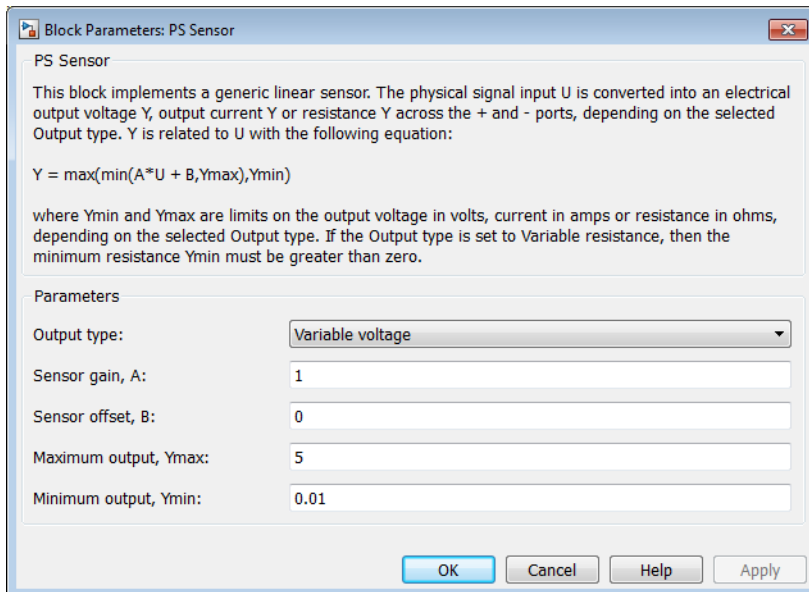 Block Parameters: PS Sensor
PS Sensor
This block implements a generic linear sensor. The physical signal input U is converted into an electrical
output voltage Y, output current Y or resistance Y across the + and - ports, depending on the selected
Output type. Y is related to U with the following equation:
Y = max(min(A*U + B,Ymax),Ymin)
where Ymin and Ymax are limits on the output voltage in volts, current in amps or resistance in ohms,
depending on the selected Output type. If the Output type is set to Variable resistance, then the
minimum resistance Ymin must be greater than zero.
Parameters
Output type: Variable voltage
Sensor gain, A: 1
Sensor offset, B: 0
Maximum output, Ymax: 5
Minimum output, Ymin: 0.01
OK Cancel Help Apply